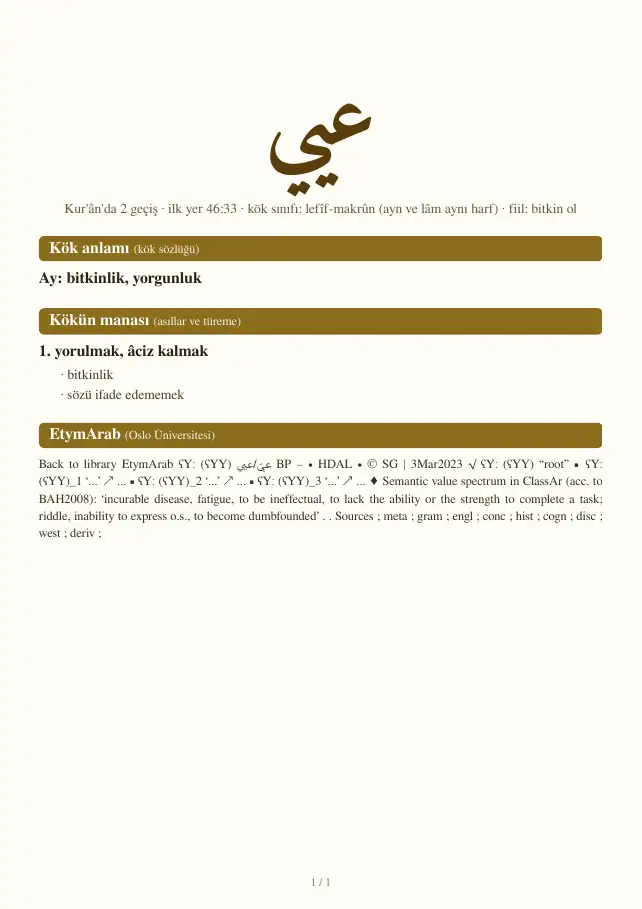 عيي
Kur'ân'da 2 geçiş · ilk yer 46:33 · kök sınıfı: lefîf-makrûn (ayn ve lâm aynı harf) · fiil: bitkin ol
Kök anlamı (kök sözlüğü)
Ay: bitkinlik, yorgunluk
Kökün manası (asıllar ve türeme)
1. yorulmak, âciz kalmak
· bitkinlik
· sözü ifade edememek
EtymArab (Oslo Üniversitesi)
Back to library EtymArab ʕY: (ʕYY) عيّ/عيي BP – • HDAL • © SG | 3Mar2023 √ ʕY: (ʕYY) “root” ▪ ʕY:
(ʕYY)_1 ‘...’ ↗ ... ▪ ʕY: (ʕYY)_2 ‘...’ ↗ ... ▪ ʕY: (ʕYY)_3 ‘...’ ↗ ... ♦ Semantic value spectrum in ClassAr (acc. to
BAH2008): ‘incurable disease, fatigue, to be ineffectual, to lack the ability or the strength to complete a task;
riddle, inability to express o.s., to become dumbfounded’ . . Sources ; meta ; gram ; engl ; conc ; hist ; cogn ; disc ;
west ; deriv ;
1 / 1